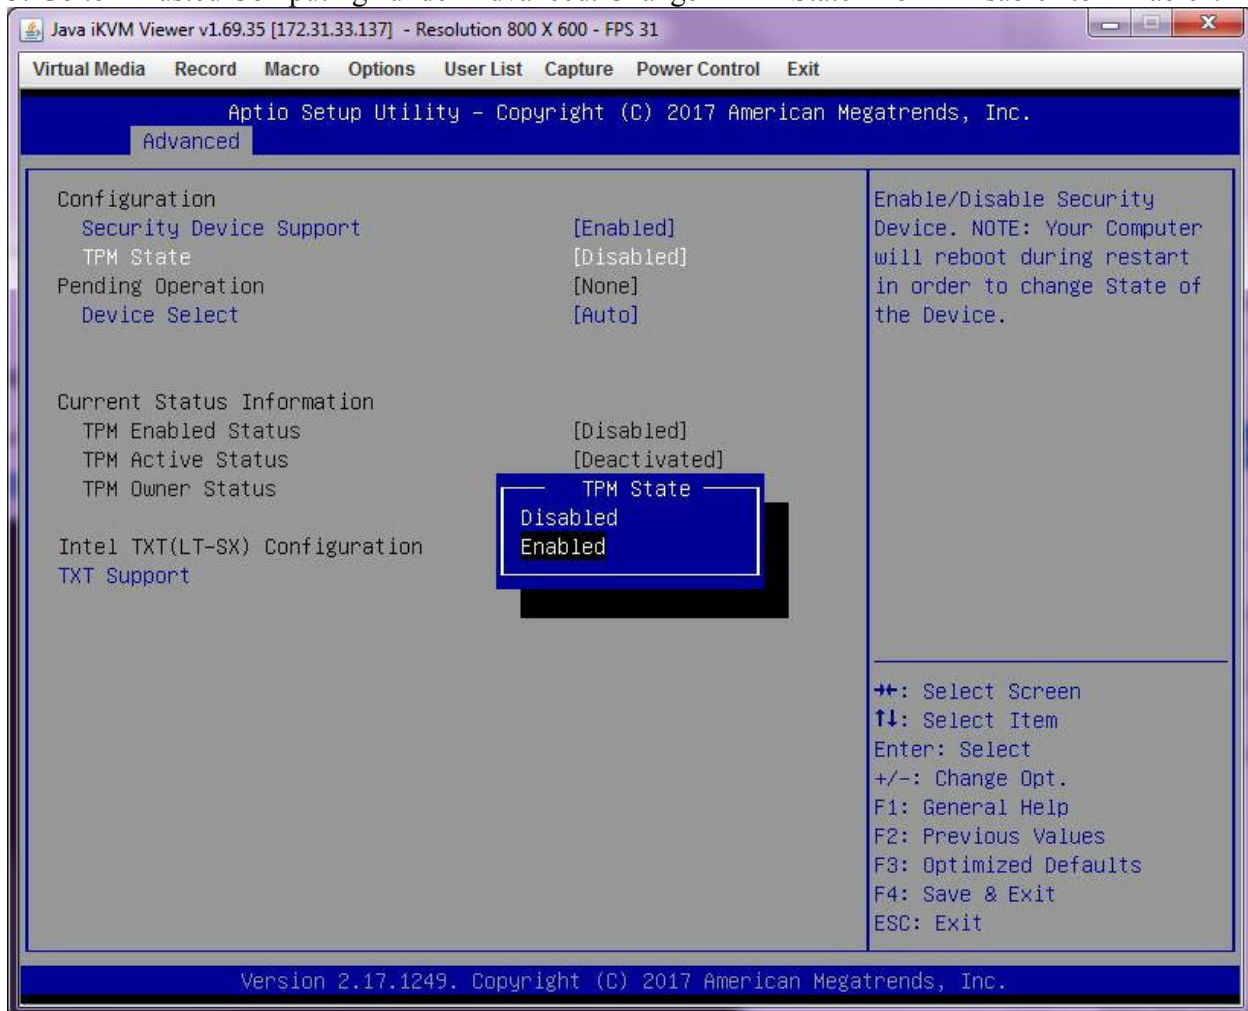 Java iKVM Viewer v1.69.35 [172.31.33.137] - Resolution 800 X 600 - FPS 31
Virtual Media Record Macro Options User List Capture Power Control Exit
Aptio Setup Utility – Copyright (C) 2017 American Megatrends, Inc.
Advanced
Configuration
Security Device Support [Enabled]
TPM State [Disabled]
Pending Operation [None]
Device Select [Auto]
Current Status Information
TPM Enabled Status [Disabled]
TPM Active Status [Deactivated]
TPM Owner Status
Intel TXT(LT-SX) Configuration
TXT Support
TPM State
Disabled
Enabled
Enable/Disable Security
Device. NOTE: Your Computer
will reboot during restart
in order to change State of
the Device.
→←: Select Screen
↑↓: Select Item
Enter: Select
+/-: Change Opt.
F1: General Help
F2: Previous Values
F3: Optimized Defaults
F4: Save & Exit
ESC: Exit
Version 2.17.1249. Copyright (C) 2017 American Megatrends, Inc.